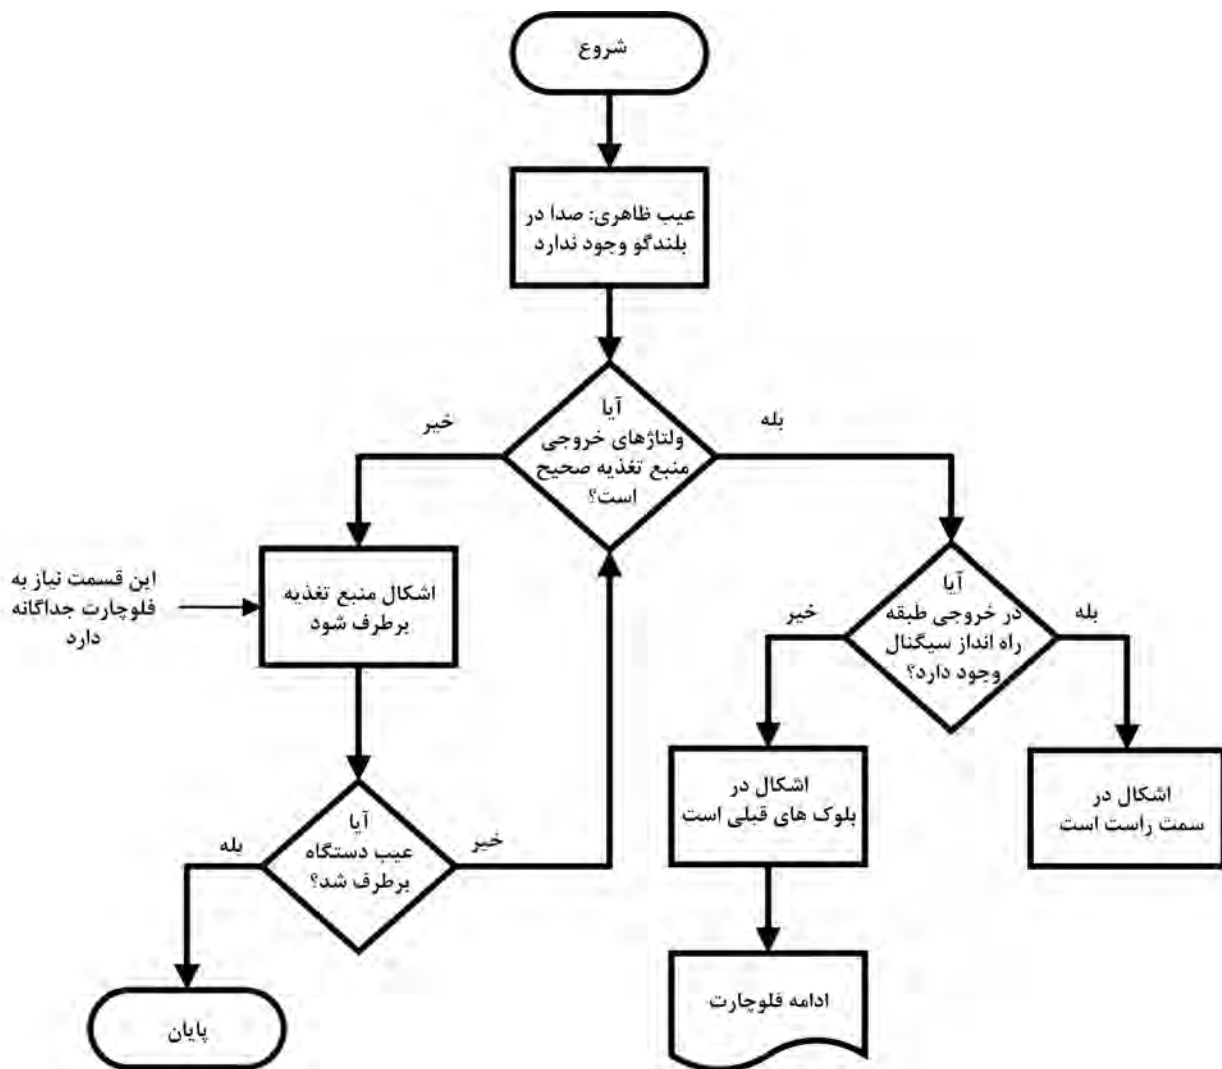 شروع
عیب ظاهری: صدا در
بلندگو وجود ندارد
آیا
ولتاژهای خروجی
منبع تغذیه صحیح
است؟
خیر
بله
اشکال منبع تغذیه
برطرف شود
این قسمت نیاز به
فلوچارت جداگانه
دارد
آیا
در خروجی طبقه
راه انداز سیگنال
وجود دارد؟
خیر
بله
اشکال در
بلوک های قبلی است
اشکال در
سمت راست است
آیا
عیب دستگاه
برطرف شد؟
بله
خیر
ادامه فلوچارت
پایان